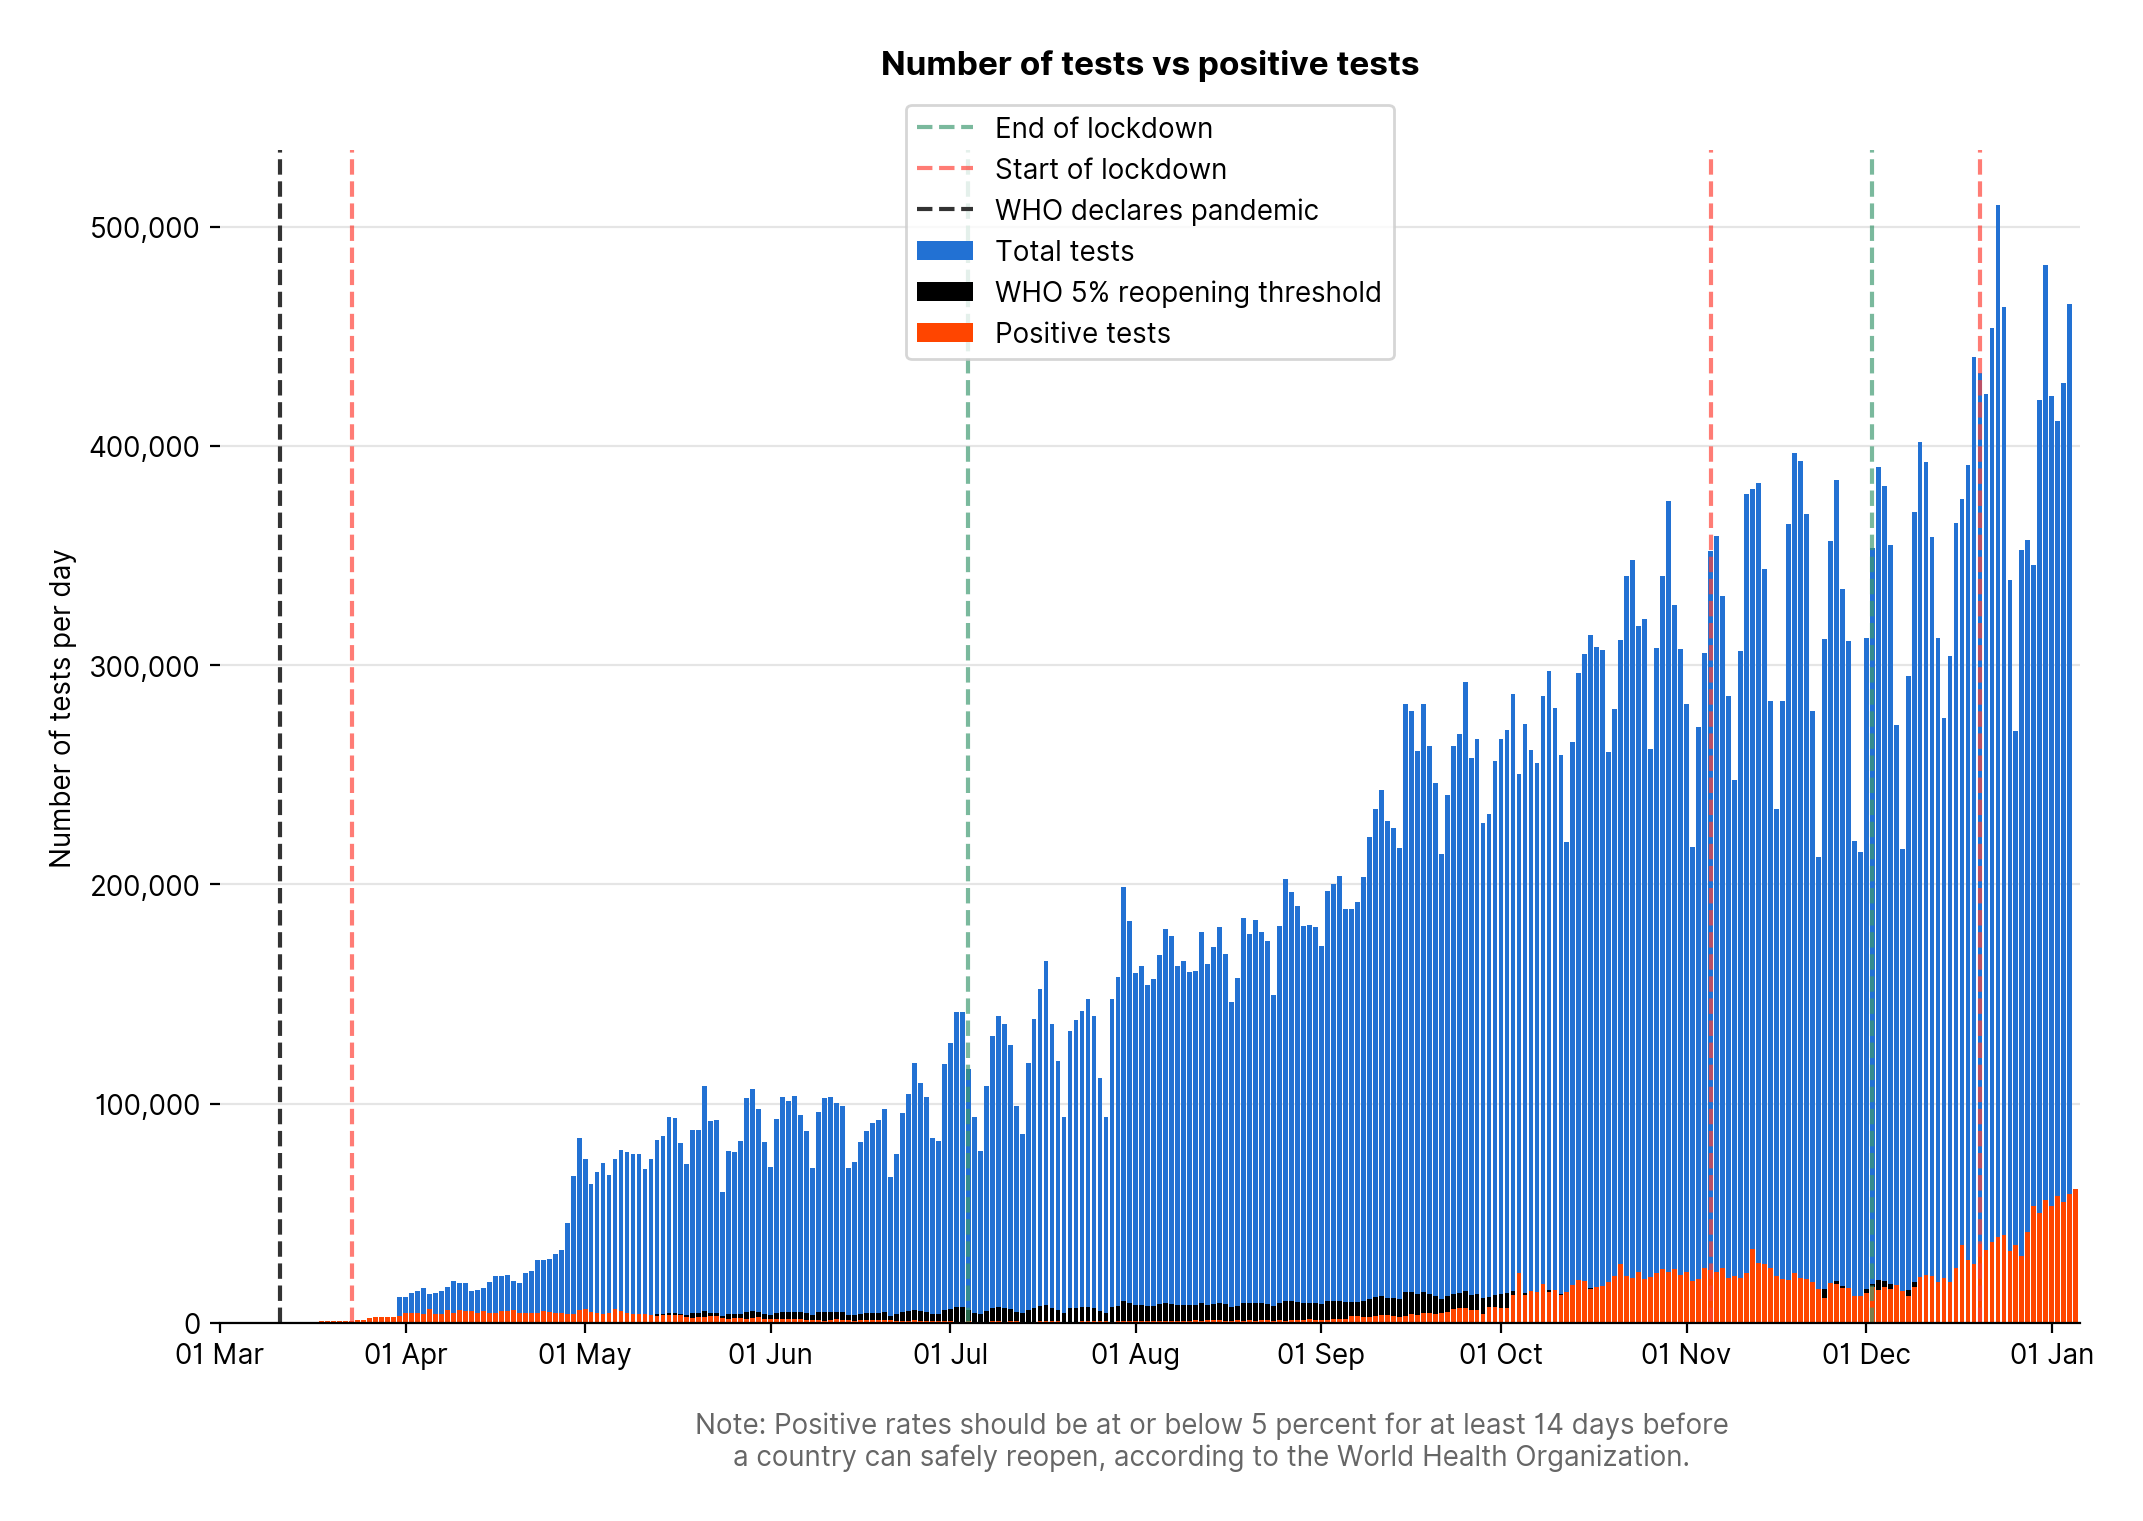 Number of tests vs positive tests
End of lockdown
Start of lockdown
WHO declares pandemic
Total tests
WHO 5% reopening threshold
Positive tests
Number of tests per day
500,000
400,000
300,000
200,000
100,000
0
01 Mar
01 Apr
01 May
01 Jun
01 Jul
01 Aug
01 Sep
01 Oct
01 Nov
01 Dec
01 Jan
Note: Positive rates should be at or below 5 percent for at least 14 days before
a country can safely reopen, according to the World Health Organization.